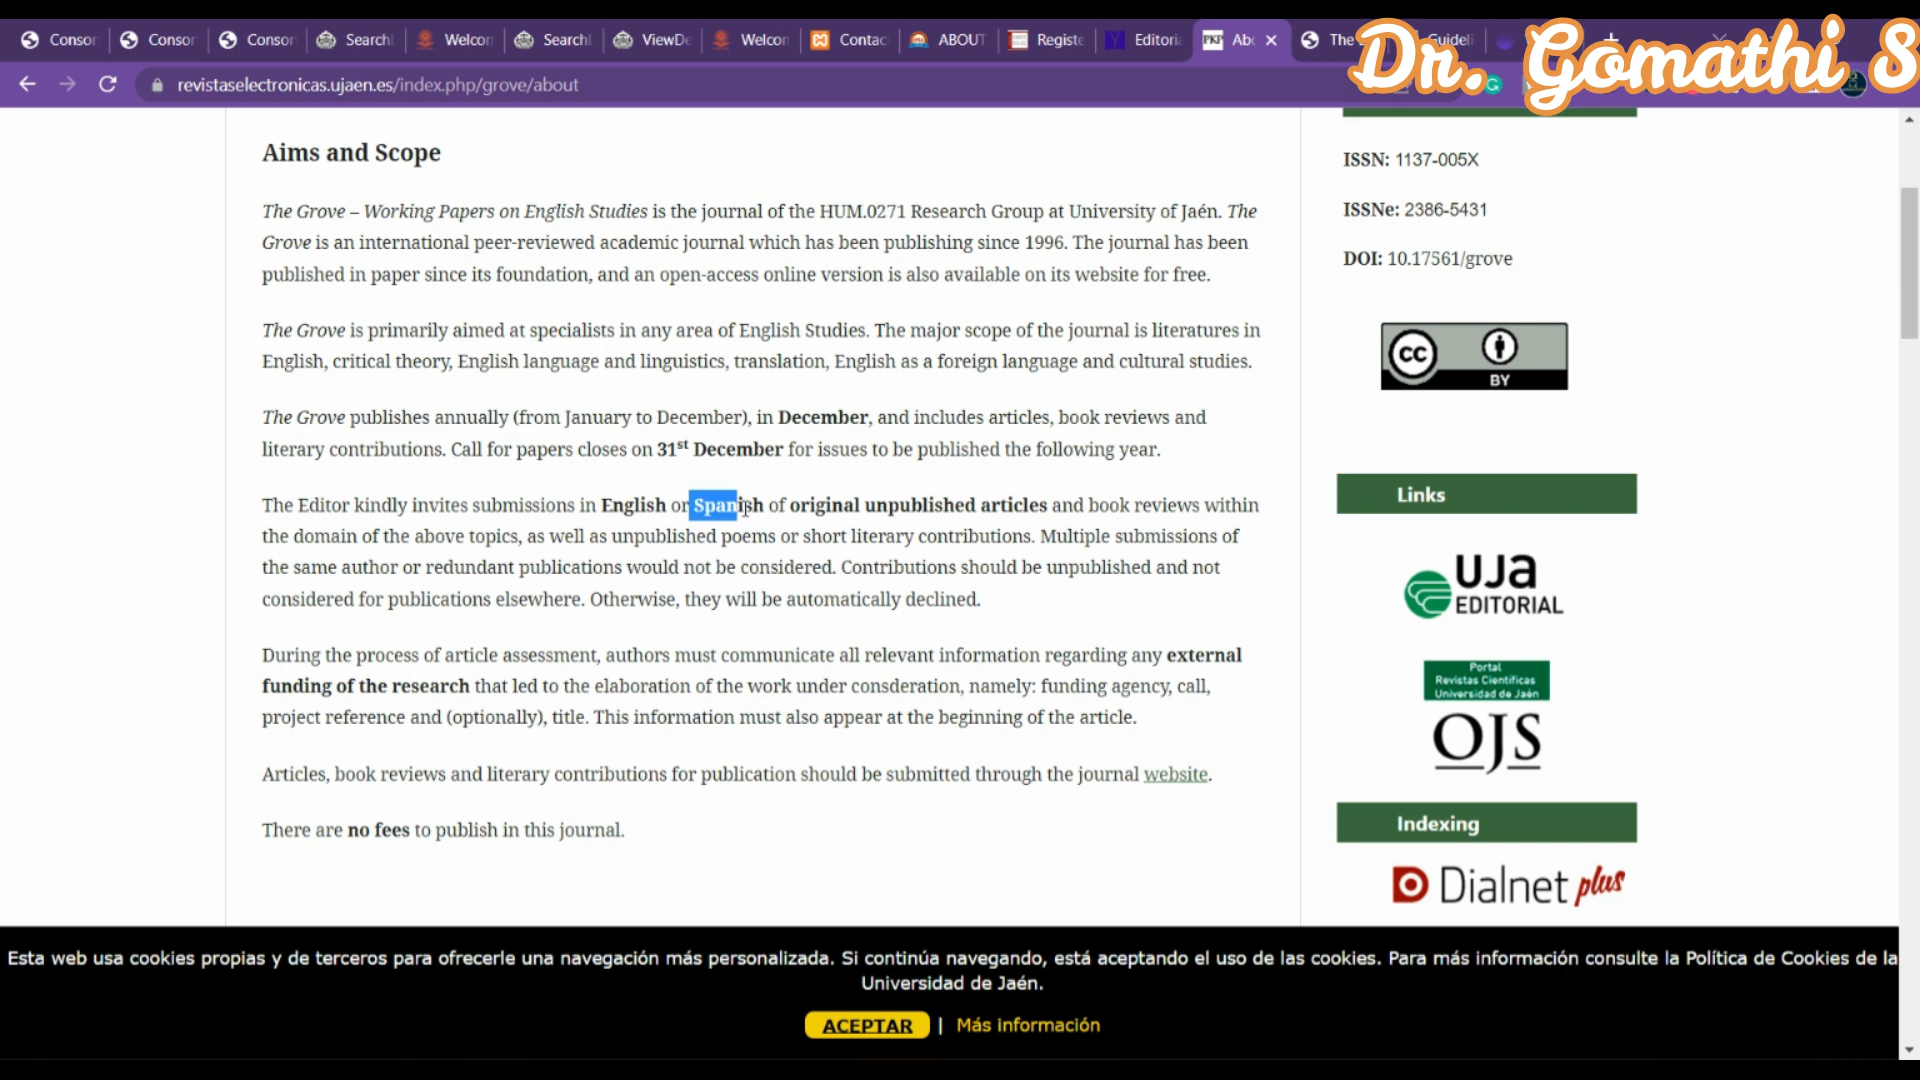 Consor
Consor
Consor
Search
Welcon
Search
ViewDe
Welcon
Contac
ABOUT
Registe
Editoria
PKP
Abo
The
Guideli
Dr. Gomathi S
revistaselectronicas.ujaen.es/index.php/grove/about
Aims and Scope
The Grove – Working Papers on English Studies is the journal of the HUM.0271 Research Group at University of Jaén. The
Grove is an international peer-reviewed academic journal which has been publishing since 1996. The journal has been
published in paper since its foundation, and an open-access online version is also available on its website for free.
The Grove is primarily aimed at specialists in any area of English Studies. The major scope of the journal is literatures in
English, critical theory, English language and linguistics, translation, English as a foreign language and cultural studies.
The Grove publishes annually (from January to December), in December, and includes articles, book reviews and
literary contributions. Call for papers closes on 31st December for issues to be published the following year.
The Editor kindly invites submissions in English or Spanish of original unpublished articles and book reviews within
the domain of the above topics, as well as unpublished poems or short literary contributions. Multiple submissions of
the same author or redundant publications would not be considered. Contributions should be unpublished and not
considered for publications elsewhere. Otherwise, they will be automatically declined.
During the process of article assessment, authors must communicate all relevant information regarding any external
funding of the research that led to the elaboration of the work under consderation, namely: funding agency, call,
project reference and (optionally), title. This information must also appear at the beginning of the article.
Articles, book reviews and literary contributions for publication should be submitted through the journal website.
There are no fees to publish in this journal.
ISSN: 1137-005X
ISSNe: 2386-5431
DOI: 10.17561/grove
cc
BY
Links
UJA
EDITORIAL
Portal
Revistas Científicas
Universidad de Jaén
OJS
Indexing
Dialnet plus
Esta web usa cookies propias y de terceros para ofrecerle una navegación más personalizada. Si continúa navegando, está aceptando el uso de las cookies. Para más información consulte la Política de Cookies de la
Universidad de Jaén.
ACEPTAR | Más información